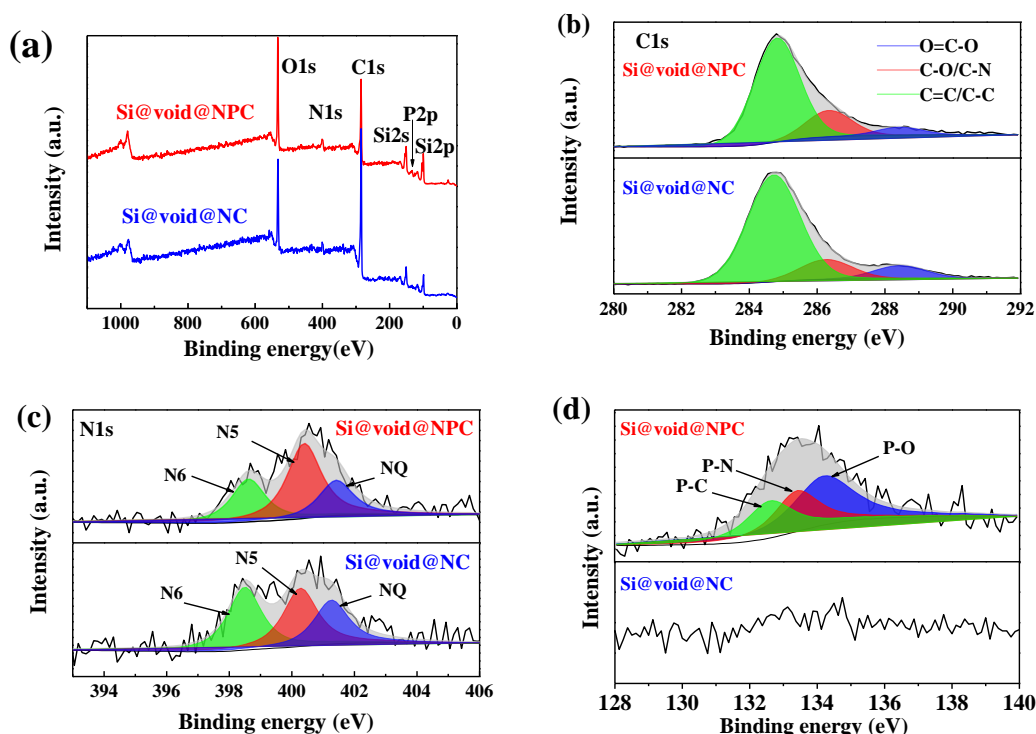 (a)
O1s
C1s
Si@void@NPC
N1s
P2p
Si2s
Si2p
Si@void@NC
Intensity (a.u.)
1000 800 600 400 200 0
Binding energy(eV)
(b)
C1s
Si@void@NPC
O=C-O
C-O/C-N
C=C/C-C
Si@void@NC
Intensity (a.u.)
280 282 284 286 288 290 292
Binding energy (eV)
(c)
N1s
N5
Si@void@NPC
N6
NQ
Si@void@NC
N5
N6
NQ
Intensity (a.u.)
394 396 398 400 402 404 406
Binding energy (eV)
(d)
Si@void@NPC
P-N
P-O
P-C
Si@void@NC
Intensity (a.u.)
128 130 132 134 136 138 140
Binding energy (eV)